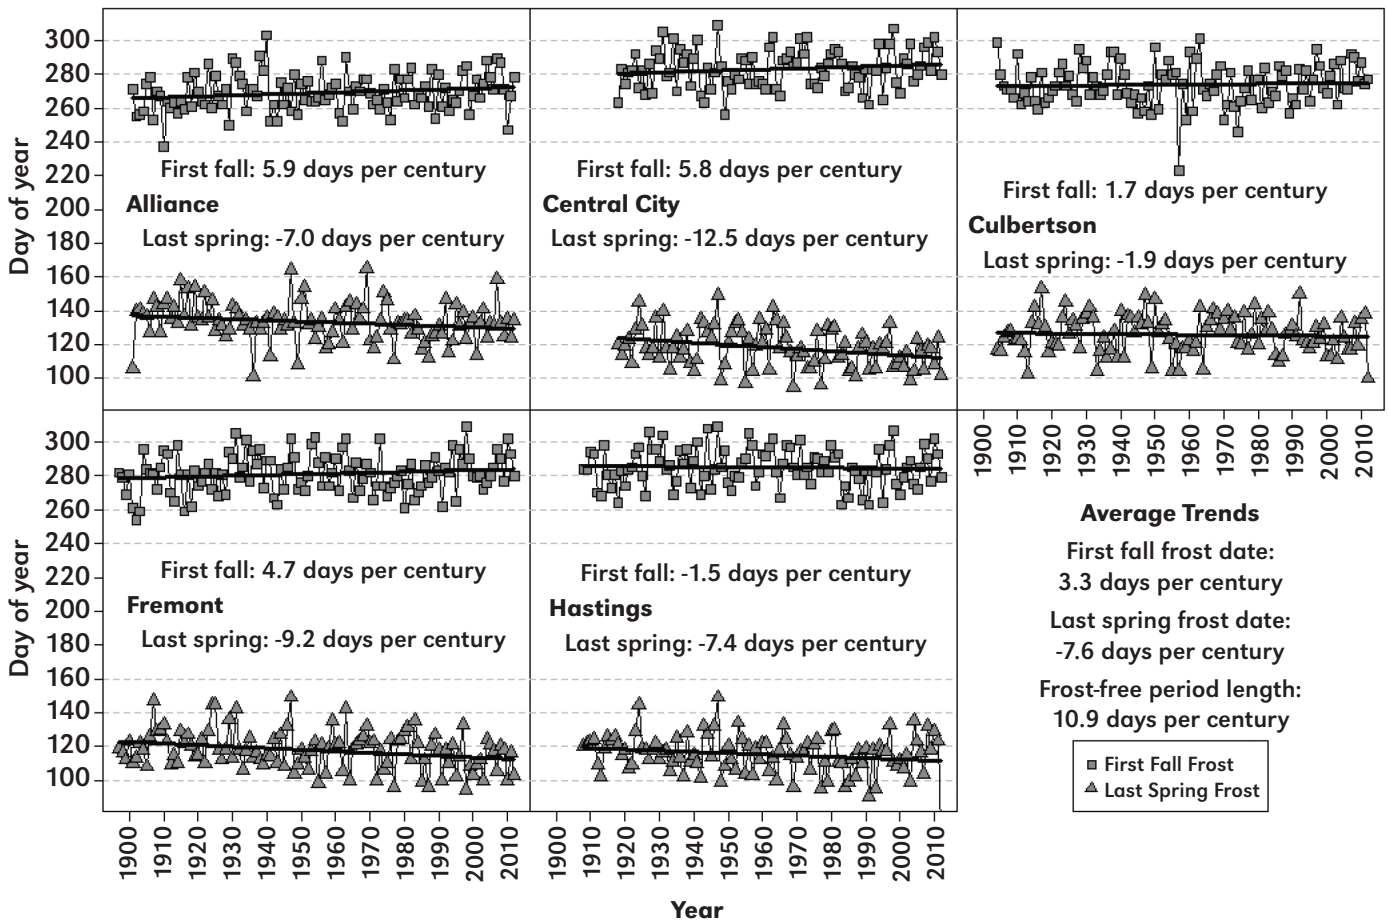 Day of year
300
280
260
240
220
200
180
160
140
120
100
First fall: 5.9 days per century
Alliance
Last spring: -7.0 days per century
First fall: 5.8 days per century
Central City
Last spring: -12.5 days per century
First fall: 1.7 days per century
Culbertson
Last spring: -1.9 days per century
1900
1910
1920
1930
1940
1950
1960
1970
1980
1990
2000
2010
Day of year
300
280
260
240
220
200
180
160
140
120
100
First fall: 4.7 days per century
Fremont
Last spring: -9.2 days per century
First fall: -1.5 days per century
Hastings
Last spring: -7.4 days per century
1900
1910
1920
1930
1940
1950
1960
1970
1980
1990
2000
2010
1900
1910
1920
1930
1940
1950
1960
1970
1980
1990
2000
2010
Average Trends
First fall frost date:
3.3 days per century
Last spring frost date:
-7.6 days per century
Frost-free period length:
10.9 days per century
First Fall Frost
Last Spring Frost
Year